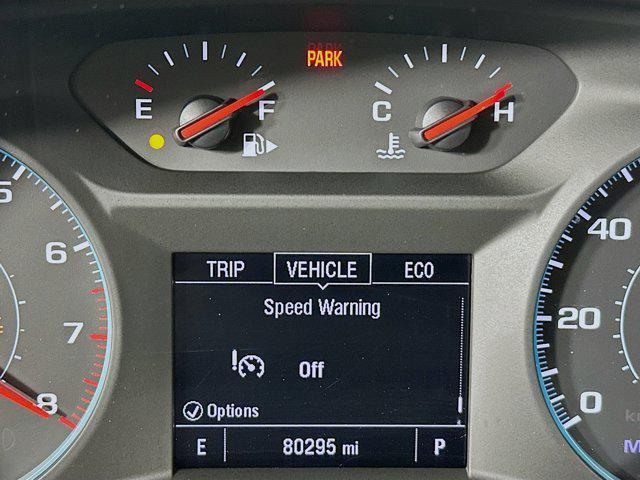 PARK
E F C H
TRIP VEHICLE ECO
Speed Warning
Off
Options
E 80295 mi P
5
6
7
8
40
20
0